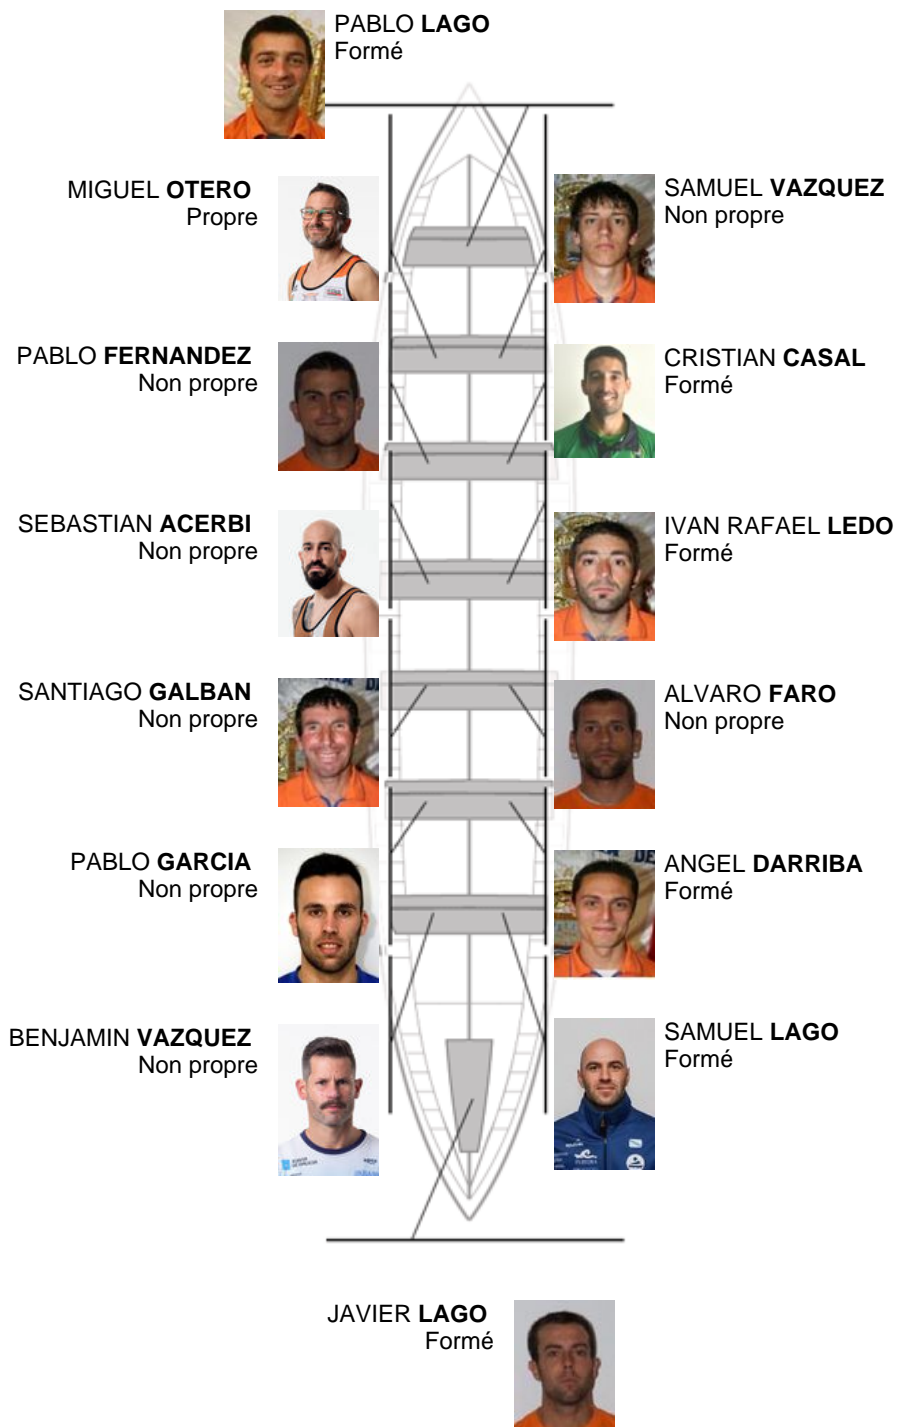 PABLO LAGO
Formé
MIGUEL OTERO
Propre
SAMUEL VAZQUEZ
Non propre
PABLO FERNANDEZ
Non propre
CRISTIAN CASAL
Formé
SEBASTIAN ACERBI
Non propre
IVAN RAFAEL LEDO
Formé
SANTIAGO GALBAN
Non propre
ALVARO FARO
Non propre
PABLO GARCIA
Non propre
ANGEL DARRIBA
Formé
BENJAMIN VAZQUEZ
Non propre
SAMUEL LAGO
Formé
JAVIER LAGO
Formé